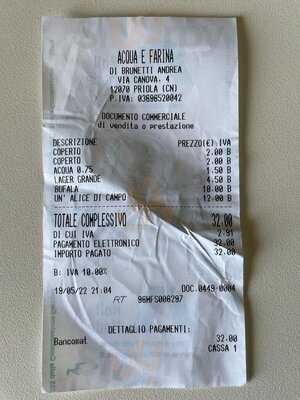 ACQUA E FARINA
DI BRUNETTI ANDREA
VIA CANOVA, 4
12070 PRIOLA (CN)
P.IVA: 03696520042
DOCUMENTO COMMERCIALE
di vendita o prestazione
DESCRIZIONE PREZZO(€) IVA
COPERTO 2.00 B
COPERTO 2.00 B
ACQUA 0.75 1.50 B
LAGER GRANDE 4.50 B
BUFALA 10.00 B
UN' ALICE DI CAMPO 12.00 B
TOTALE COMPLESSIVO 32.00
DI CUI IVA 2.91
PAGAMENTO ELETTRONICO 32.00
IMPORTO PAGATO 32.00
B: IVA 10.00%
19/05/22 21:04 DOC.0449-0004
RT 96MFS000297
DETTAGLIO PAGAMENTI:
Bancomat 32.00
CASSA 1